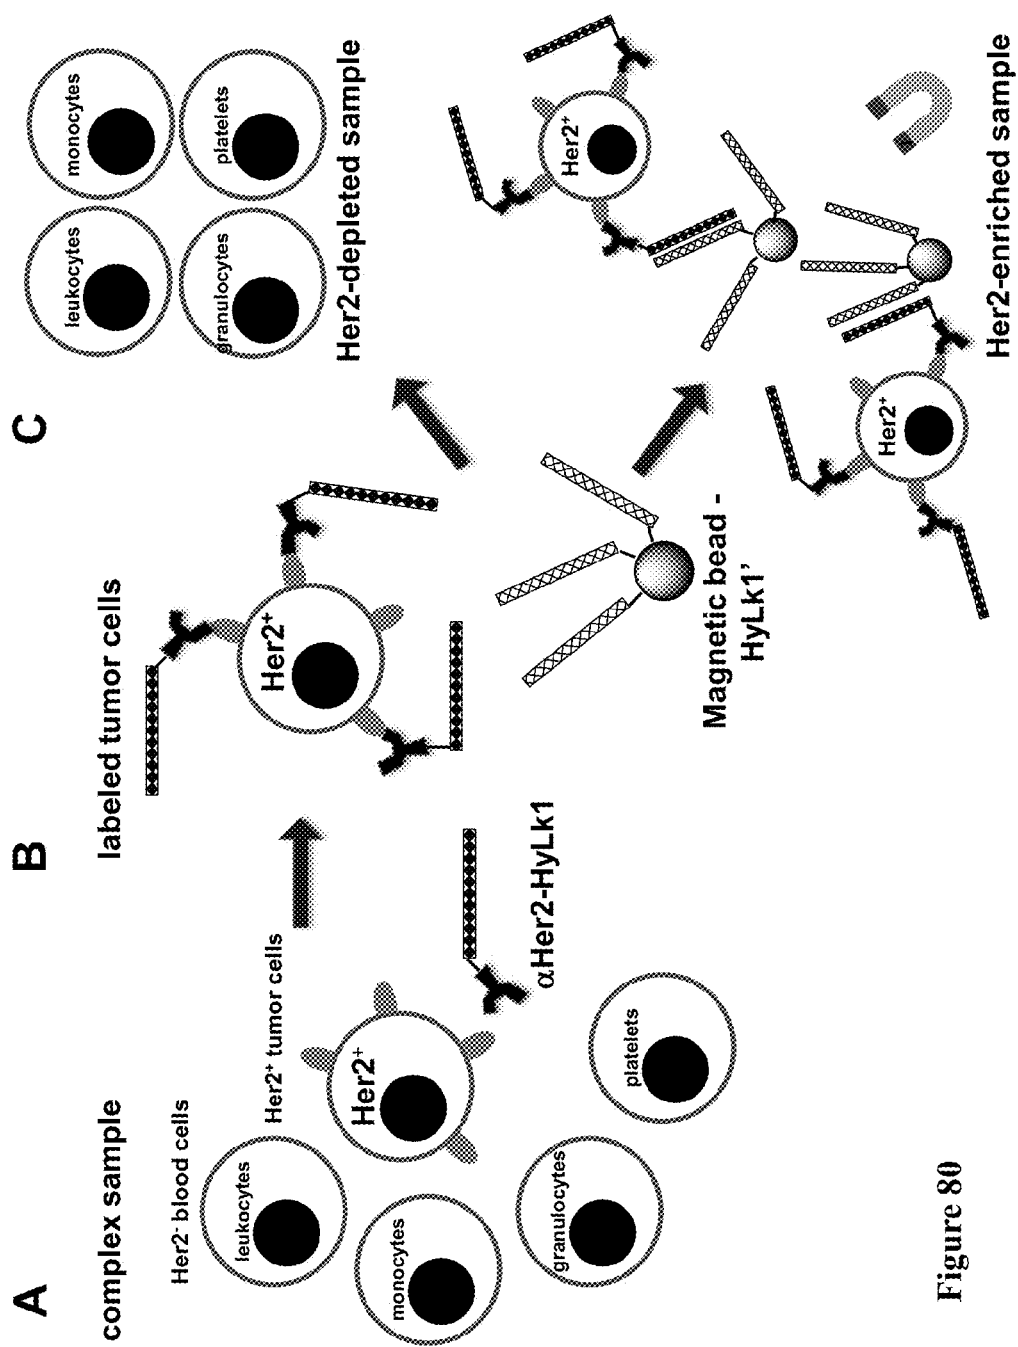 A
complex sample
Her2⁻ blood cells
leukocytes
Her2⁺ tumor cells
Her2⁺
monocytes
granulocytes
platelets
αHer2-HyLk1
B
labeled tumor cells
Her2⁺
Magnetic bead -
HyLk1’
C
leukocytes
monocytes
granulocytes
platelets
Her2-depleted sample
Her2⁺
Her2⁺
Her2-enriched sample
Figure 80